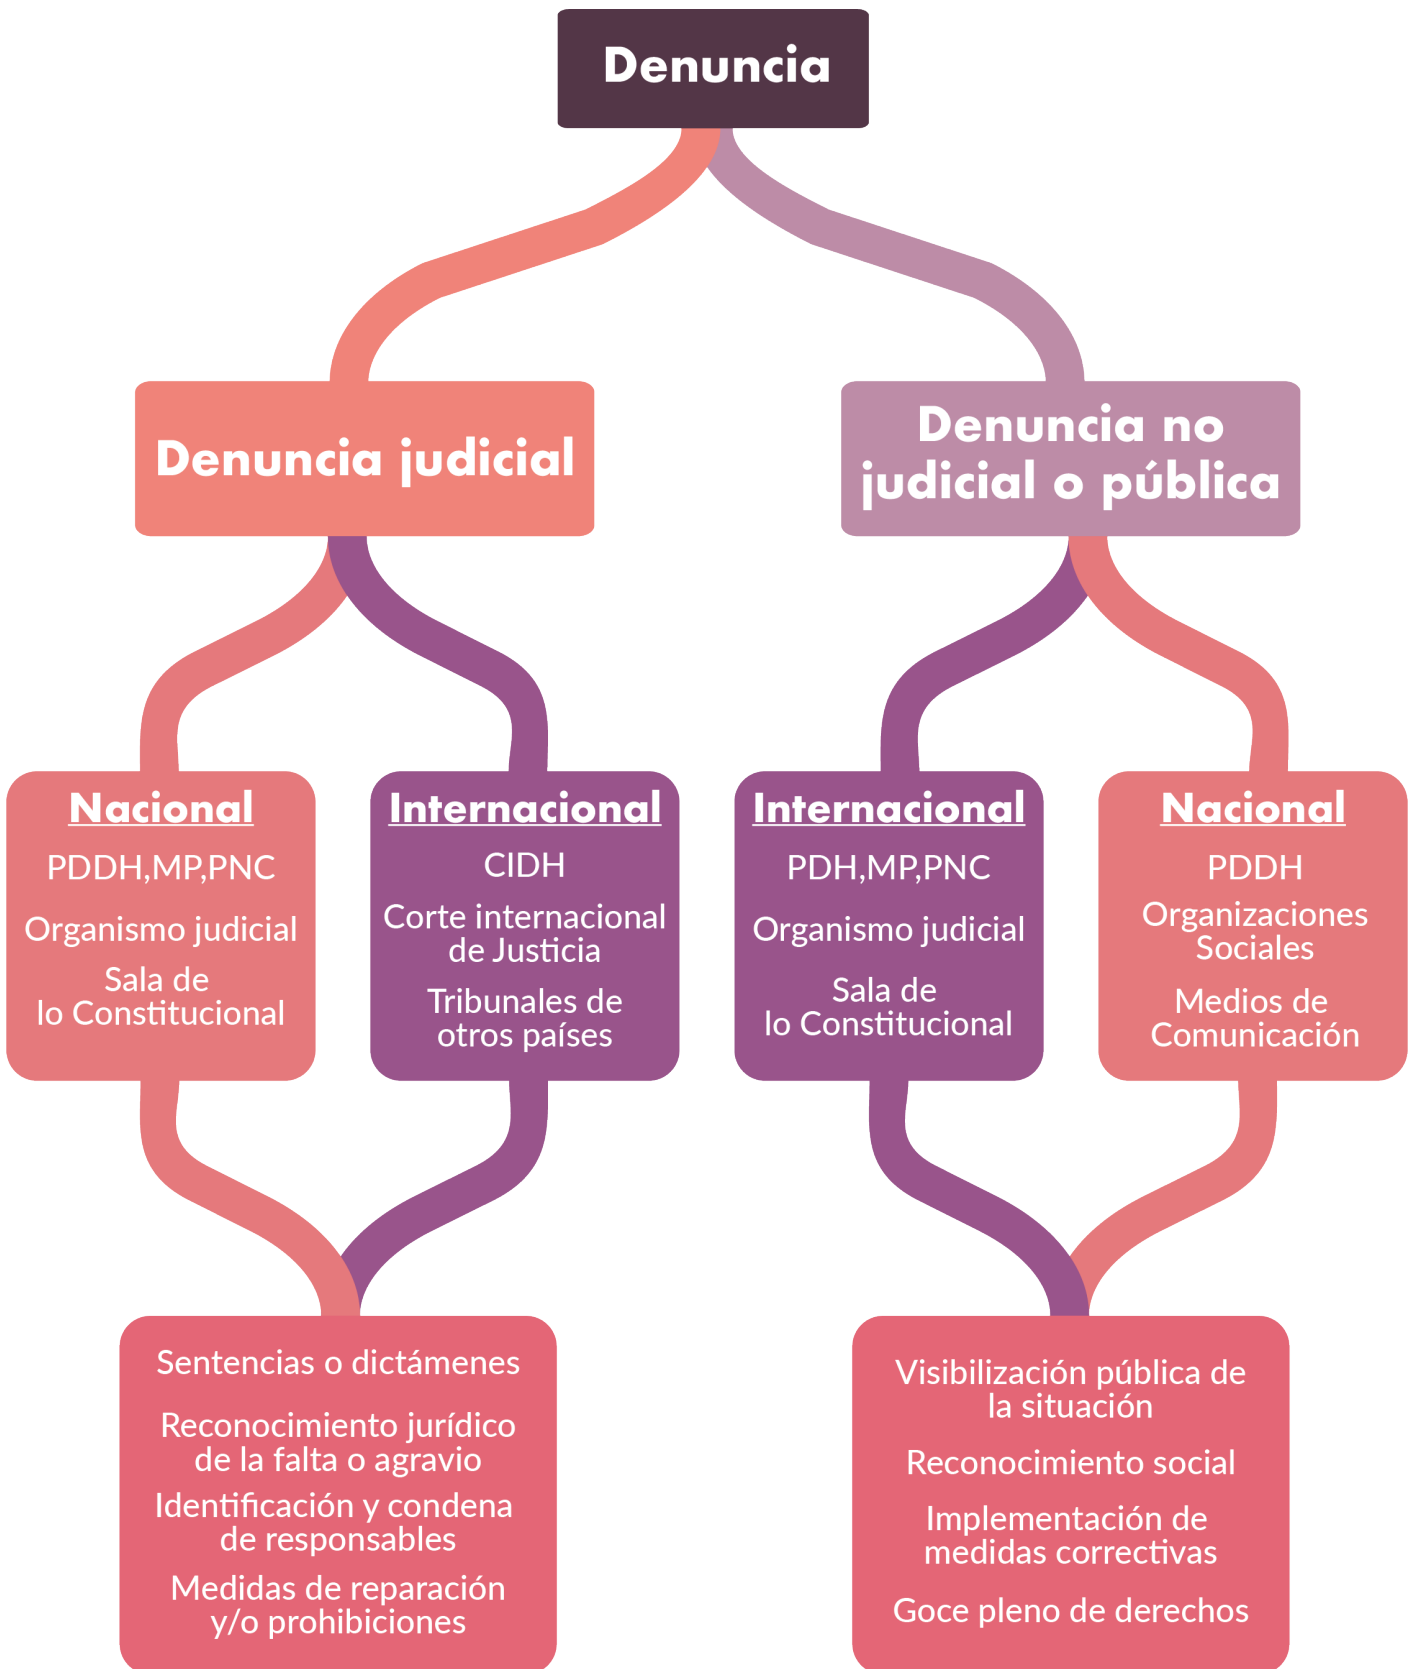 Denuncia
Denuncia judicial
Denuncia no
judicial o pública
Nacional
PDDH,MP,PNC
Organismo judicial
Sala de
lo Constitucional
Internacional
CIDH
Corte internacional
de Justicia
Tribunales de
otros países
Internacional
PDH,MP,PNC
Organismo judicial
Sala de
lo Constitucional
Nacional
PDDH
Organizaciones
Sociales
Medios de
Comunicación
Sentencias o dictámenes
Reconocimiento jurídico
de la falta o agravio
Identificación y condena
de responsables
Medidas de reparación
y/o prohibiciones
Visibilización pública de
la situación
Reconocimiento social
Implementación de
medidas correctivas
Goce pleno de derechos